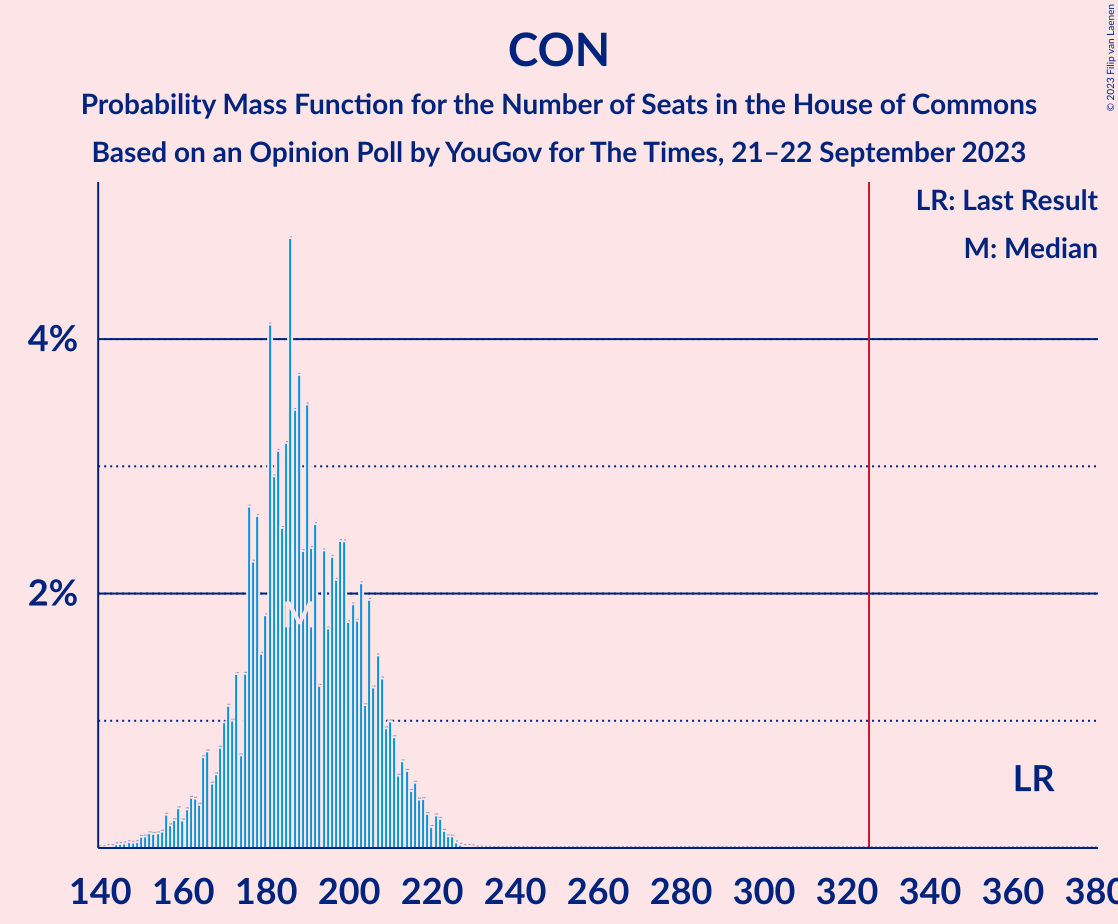 CON
Probability Mass Function for the Number of Seats in the House of Commons
Based on an Opinion Poll by YouGov for The Times, 21–22 September 2023
© 2023 Filip van Laenen
LR: Last Result
M: Median
4%
2%
M
LR
140 160 180 200 220 240 260 280 300 320 340 360 380